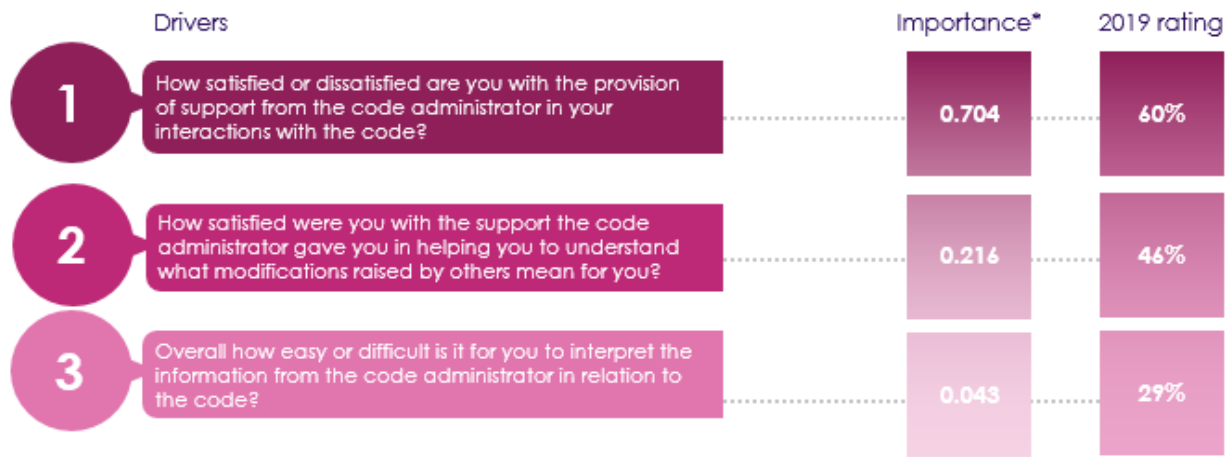 Drivers Importance* 2019 rating
1
How satisfied or dissatisfied are you with the provision
of support from the code administrator in your
interactions with the code?
0.704 60%
2
How satisfied were you with the support the code
administrator gave you in helping you to understand
what modifications raised by others mean for you?
0.216 46%
3
Overall how easy or difficult is it for you to interpret the
information from the code administrator in relation to
the code?
0.043 29%